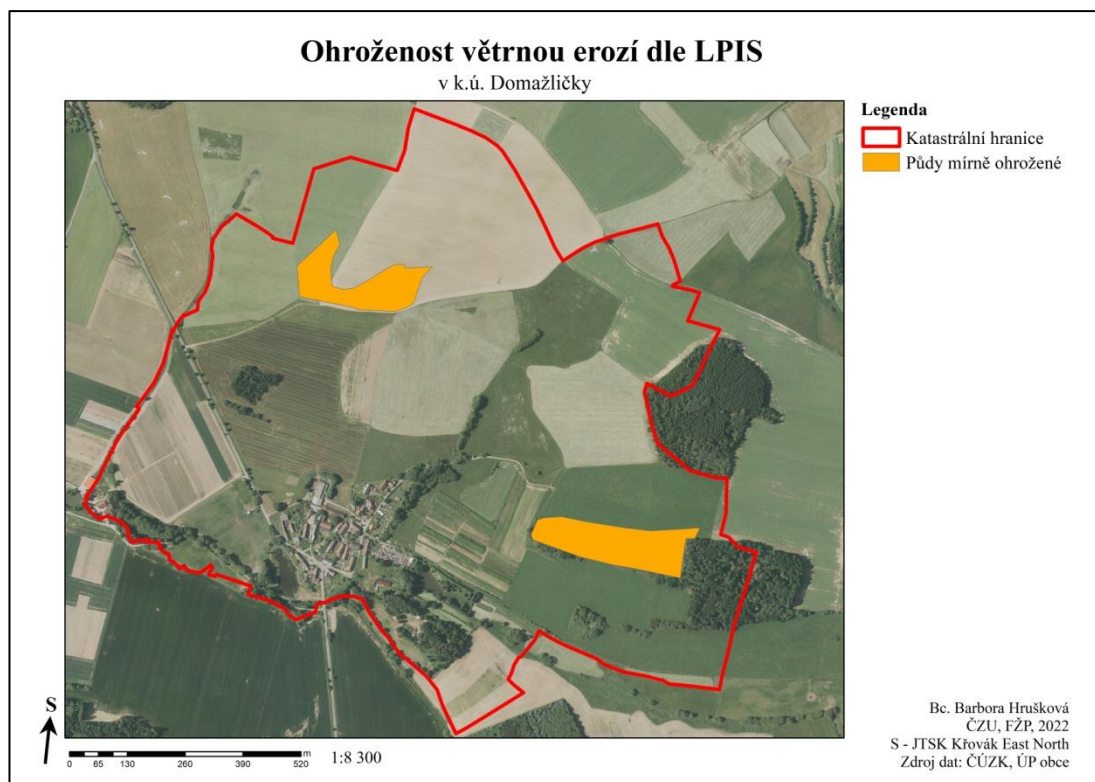 Ohroženost větrnou erozí dle LPIS
v k.ú. Domažličky
Legenda
Katastrální hranice
Půdy mírně ohrožené
S
0 65 130 260 390 520 m
1:8 300
Bc. Barbora Hrušková
ČZU, FŽP, 2022
S - JTSK Křovák East North
Zdroj dat: ČÚZK, ÚP obce